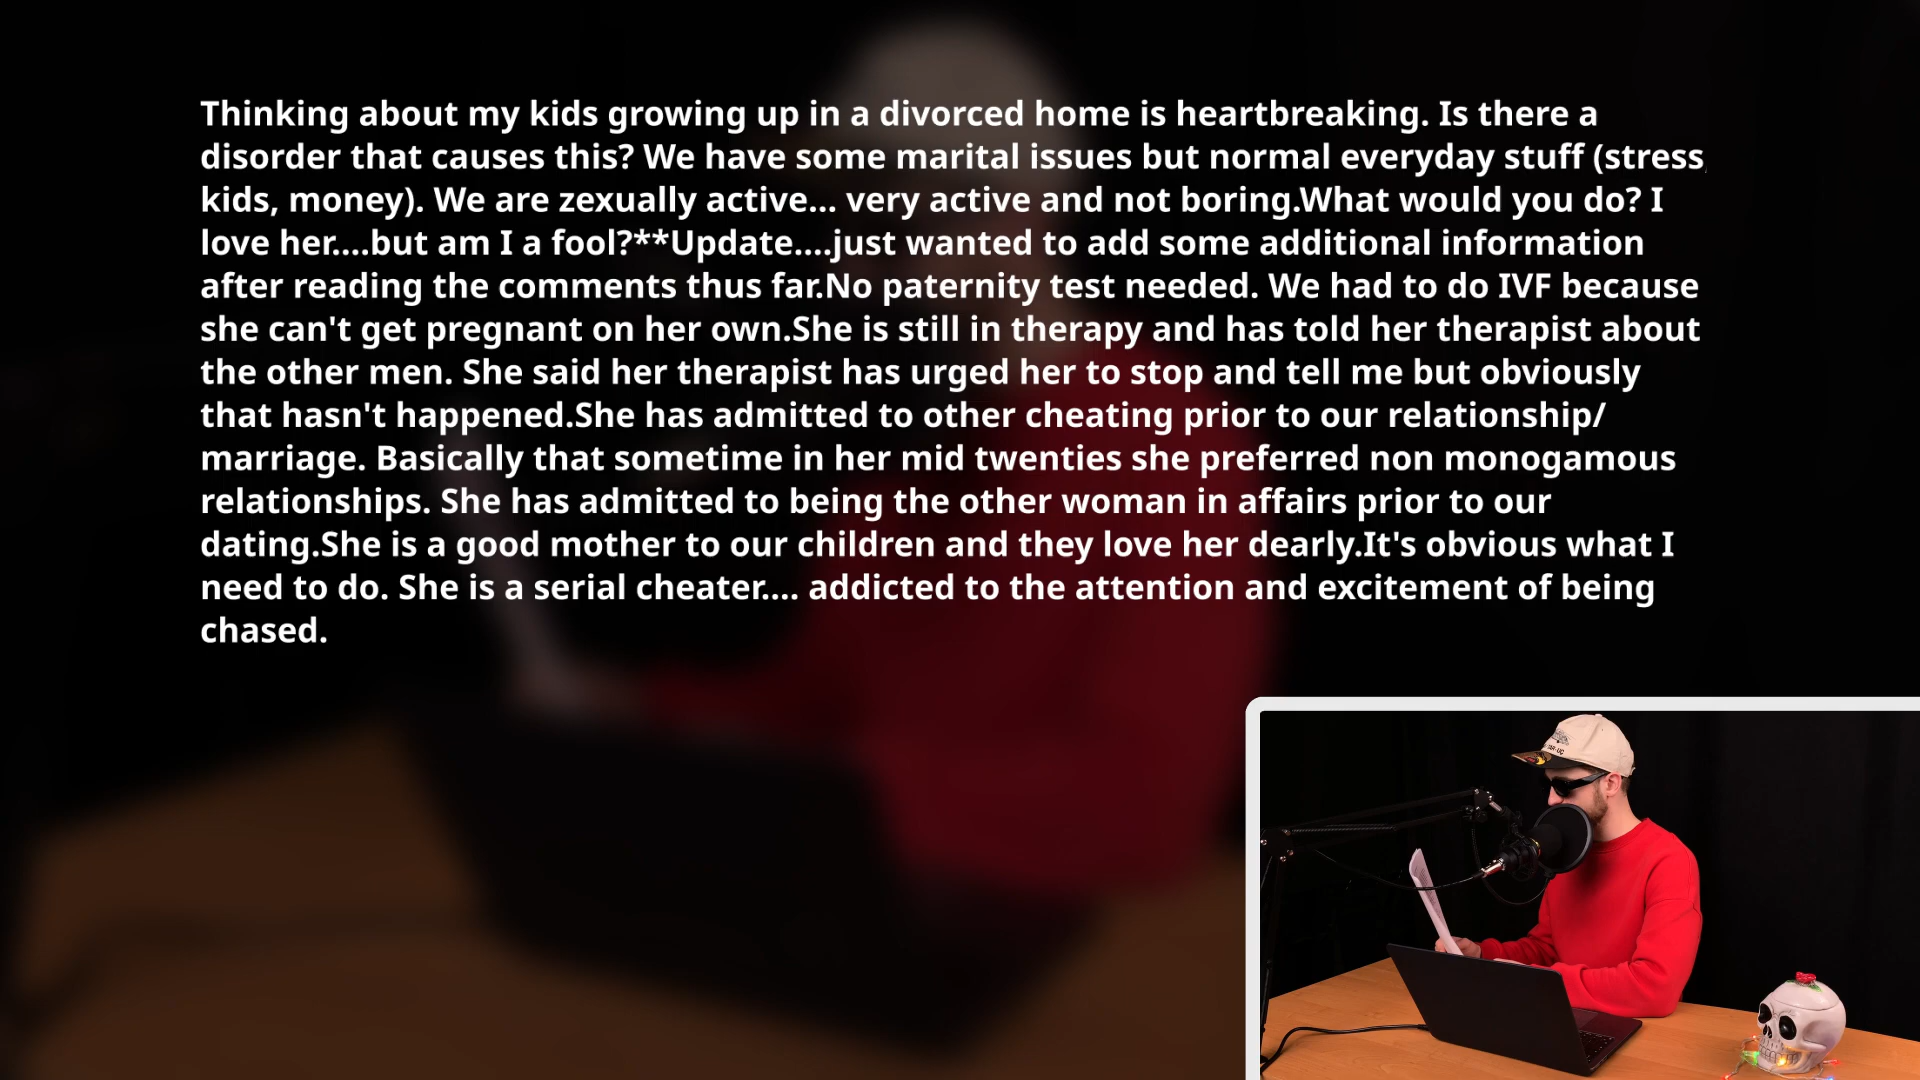 Thinking about my kids growing up in a divorced home is heartbreaking. Is there a
disorder that causes this? We have some marital issues but normal everyday stuff (stress,
kids, money). We are zexually active... very active and not boring.What would you do? I
love her....but am I a fool?**Update....just wanted to add some additional information
after reading the comments thus far.No paternity test needed. We had to do IVF because
she can't get pregnant on her own.She is still in therapy and has told her therapist about
the other men. She said her therapist has urged her to stop and tell me but obviously
that hasn't happened.She has admitted to other cheating prior to our relationship/
marriage. Basically that sometime in her mid twenties she preferred non monogamous
relationships. She has admitted to being the other woman in affairs prior to our
dating.She is a good mother to our children and they love her dearly.It's obvious what I
need to do. She is a serial cheater.... addicted to the attention and excitement of being
chased.